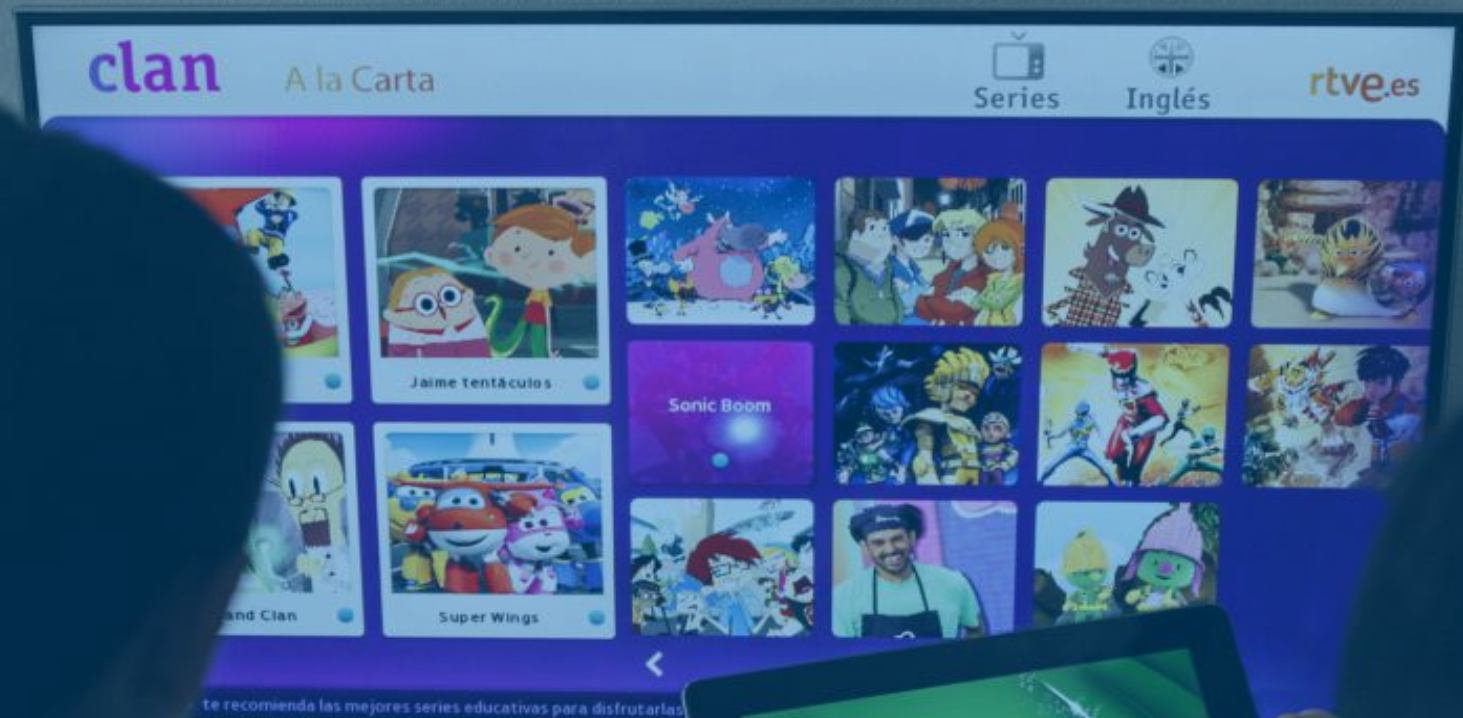 clan
A la Carta
Series
Inglés
rtve.es
Jaime tentáculos
Sonic Boom
and Clan
Super Wings
te recomienda las mejores series educativas para disfrutarlas